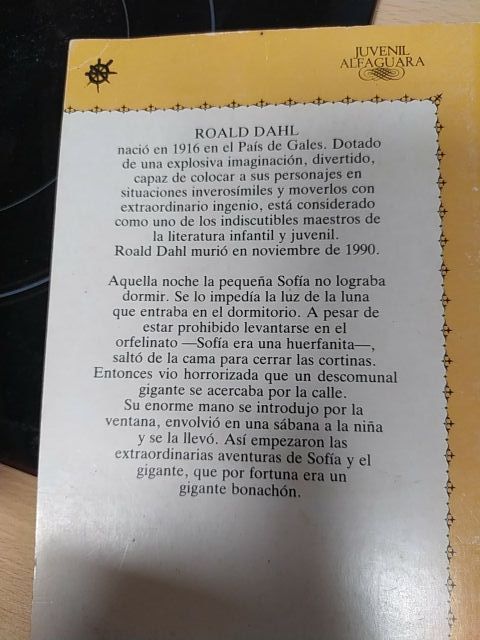 JUVENIL
ALFAGUARA
ROALD DAHL
nació en 1916 en el País de Gales. Dotado
de una explosiva imaginación, divertido,
capaz de colocar a sus personajes en
situaciones inverosímiles y moverlos con
extraordinario ingenio, está considerado
como uno de los indiscutibles maestros de
la literatura infantil y juvenil.
Roald Dahl murió en noviembre de 1990.
Aquella noche la pequeña Sofía no lograba
dormir. Se lo impedía la luz de la luna
que entraba en el dormitorio. A pesar de
estar prohibido levantarse en el
orfelinato —Sofía era una huerfanita—,
saltó de la cama para cerrar las cortinas.
Entonces vio horrorizada que un descomunal
gigante se acercaba por la calle.
Su enorme mano se introdujo por la
ventana, envolvió en una sábana a la niña
y se la llevó. Así empezaron las
extraordinarias aventuras de Sofía y el
gigante, que por fortuna era un
gigante bonachón.